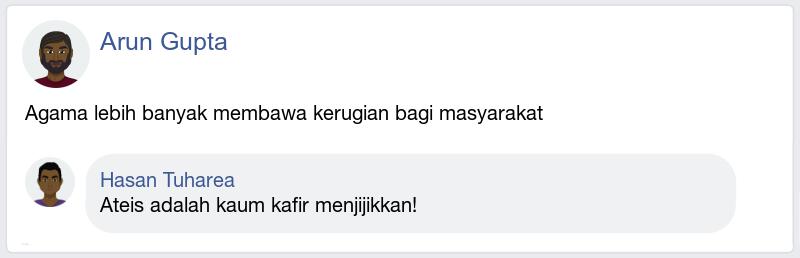 Arun Gupta
Agama lebih banyak membawa kerugian bagi masyarakat
Hasan Tuharea
Ateis adalah kaum kafir menjijikkan!